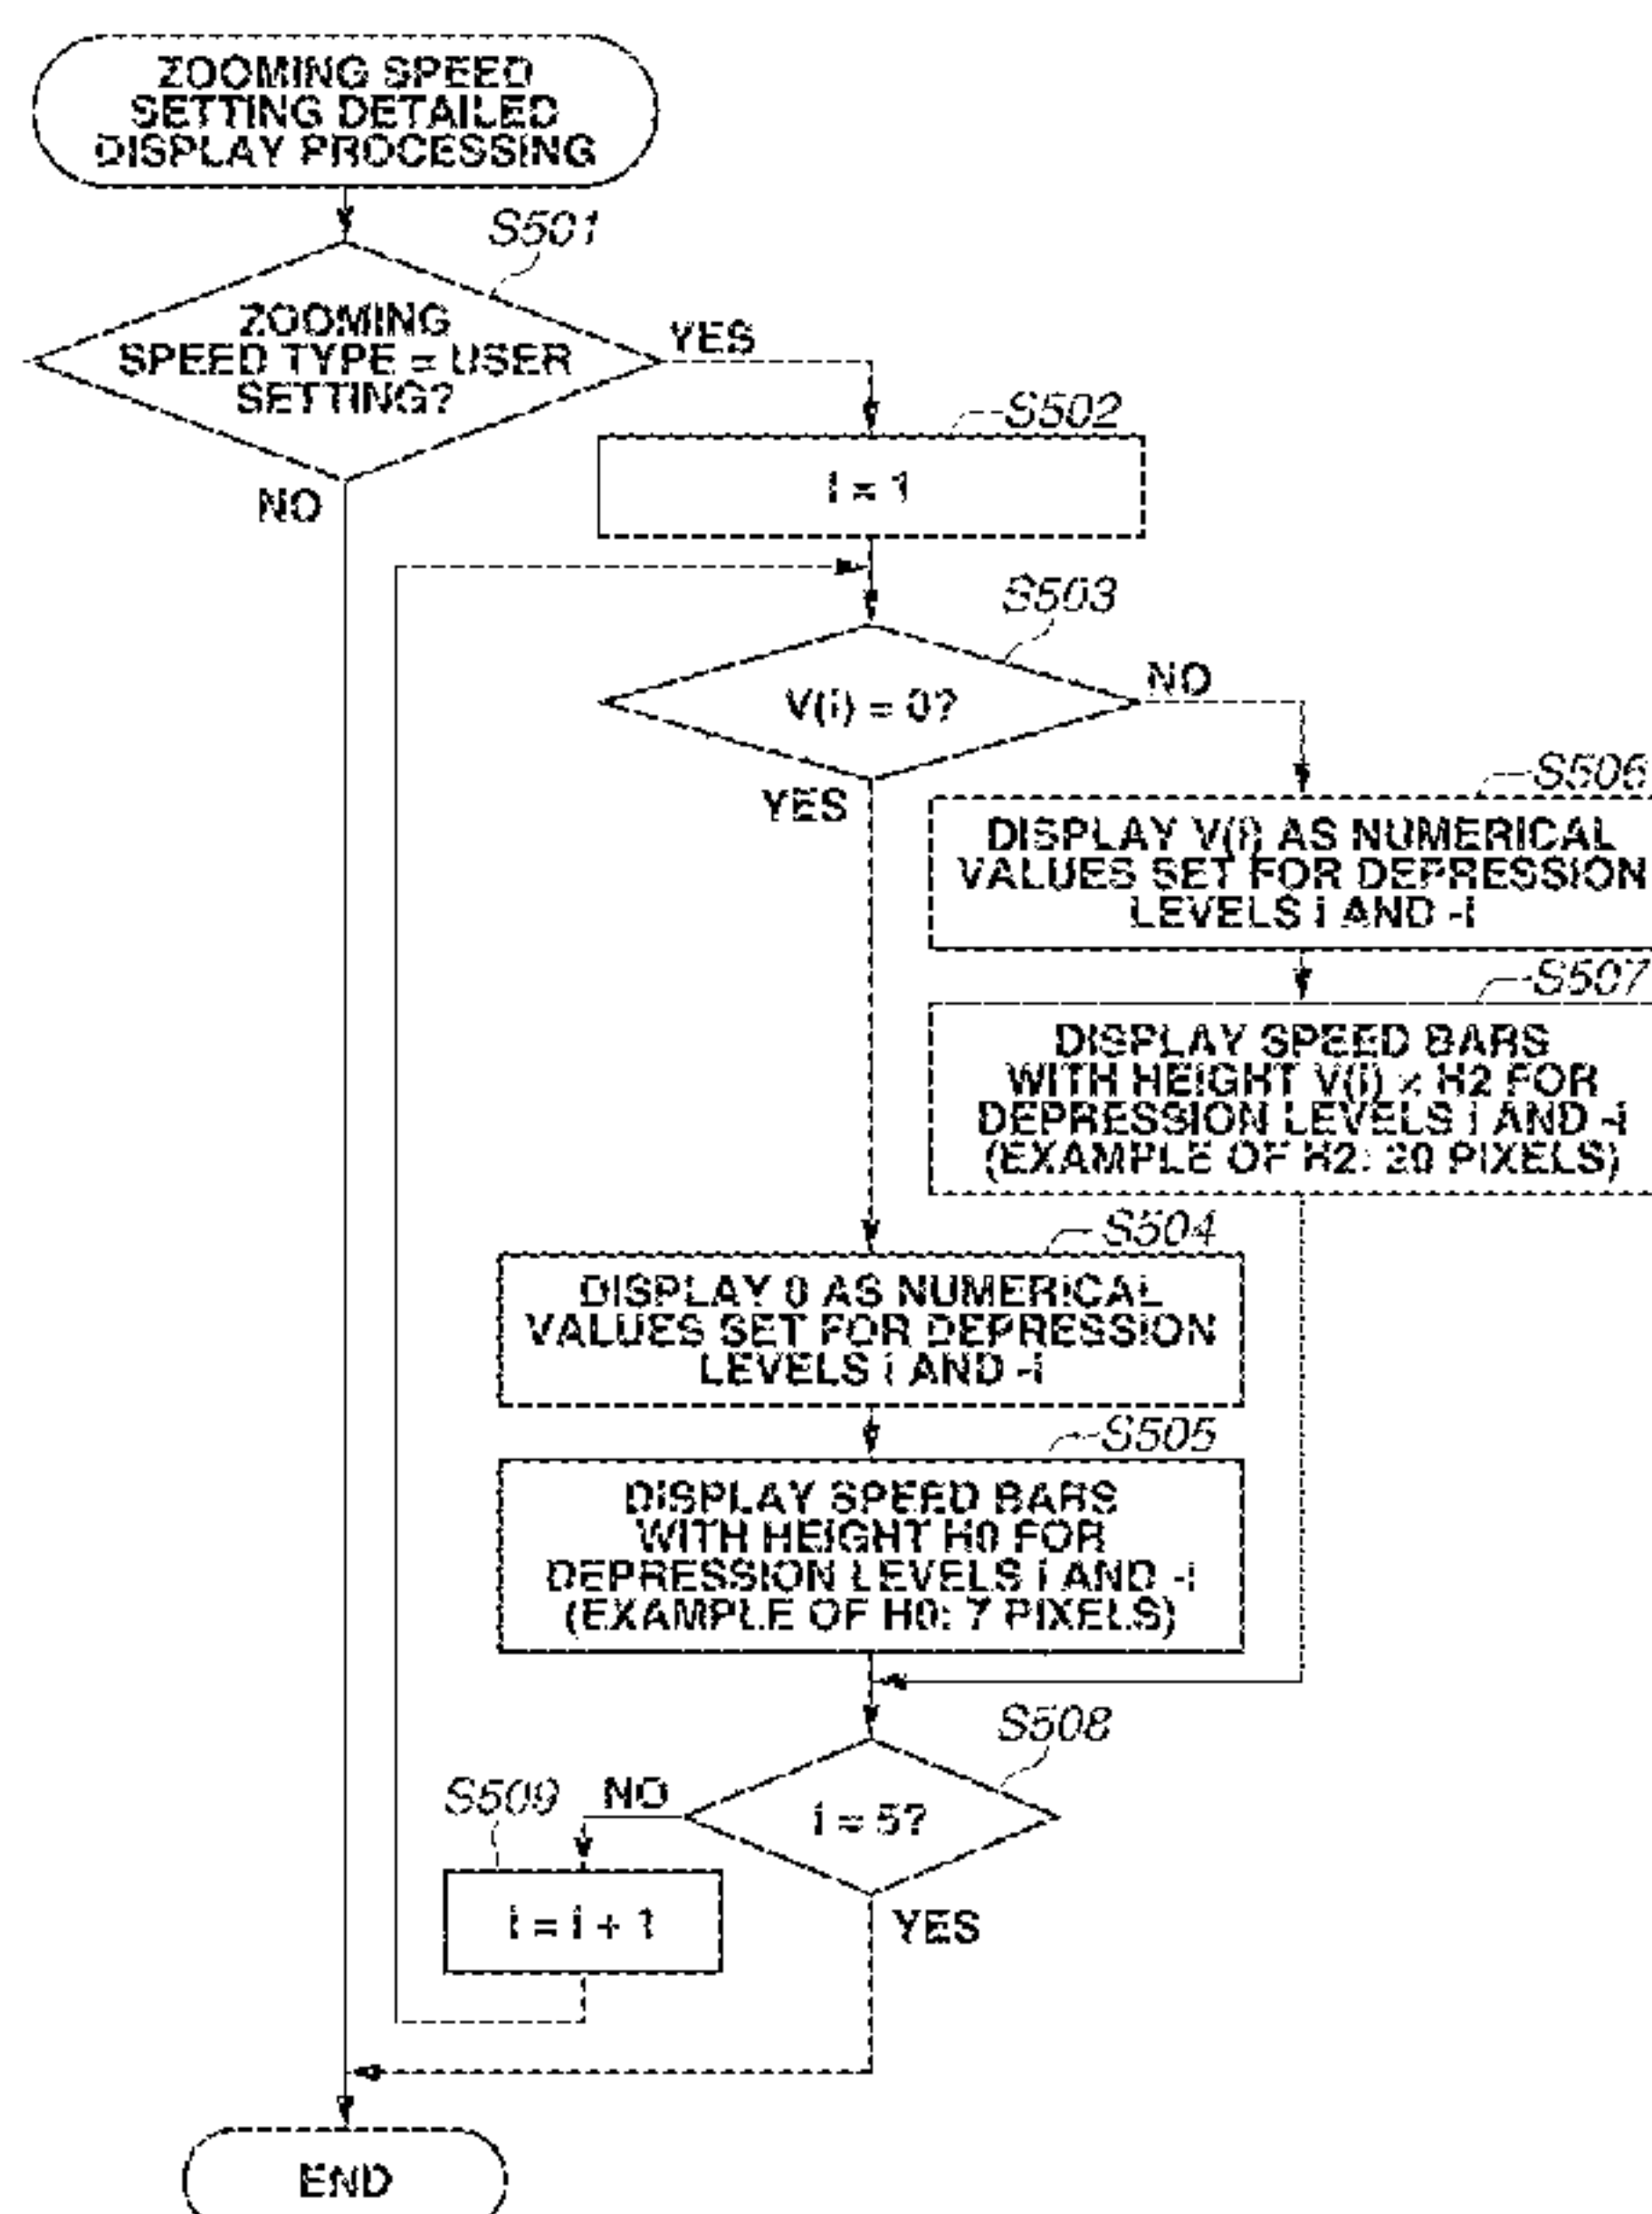 ZOOMING SPEED
SETTING DETAILED
DISPLAY PROCESSING
S501
ZOOMING
SPEED TYPE = USER
SETTING?
YES
NO
S502
i = 1
S503
V(i) = 0?
NO
YES
S506
DISPLAY V(i) AS NUMERICAL
VALUES SET FOR DEPRESSION
LEVELS i AND -i
S507
DISPLAY SPEED BARS
WITH HEIGHT V(i) × H2 FOR
DEPRESSION LEVELS i AND -i
(EXAMPLE OF H2: 20 PIXELS)
S504
DISPLAY 0 AS NUMERICAL
VALUES SET FOR DEPRESSION
LEVELS i AND -i
S505
DISPLAY SPEED BARS
WITH HEIGHT H0 FOR
DEPRESSION LEVELS i AND -i
(EXAMPLE OF H0: 7 PIXELS)
S508
i = 5?
NO
S509
i = i + 1
YES
END